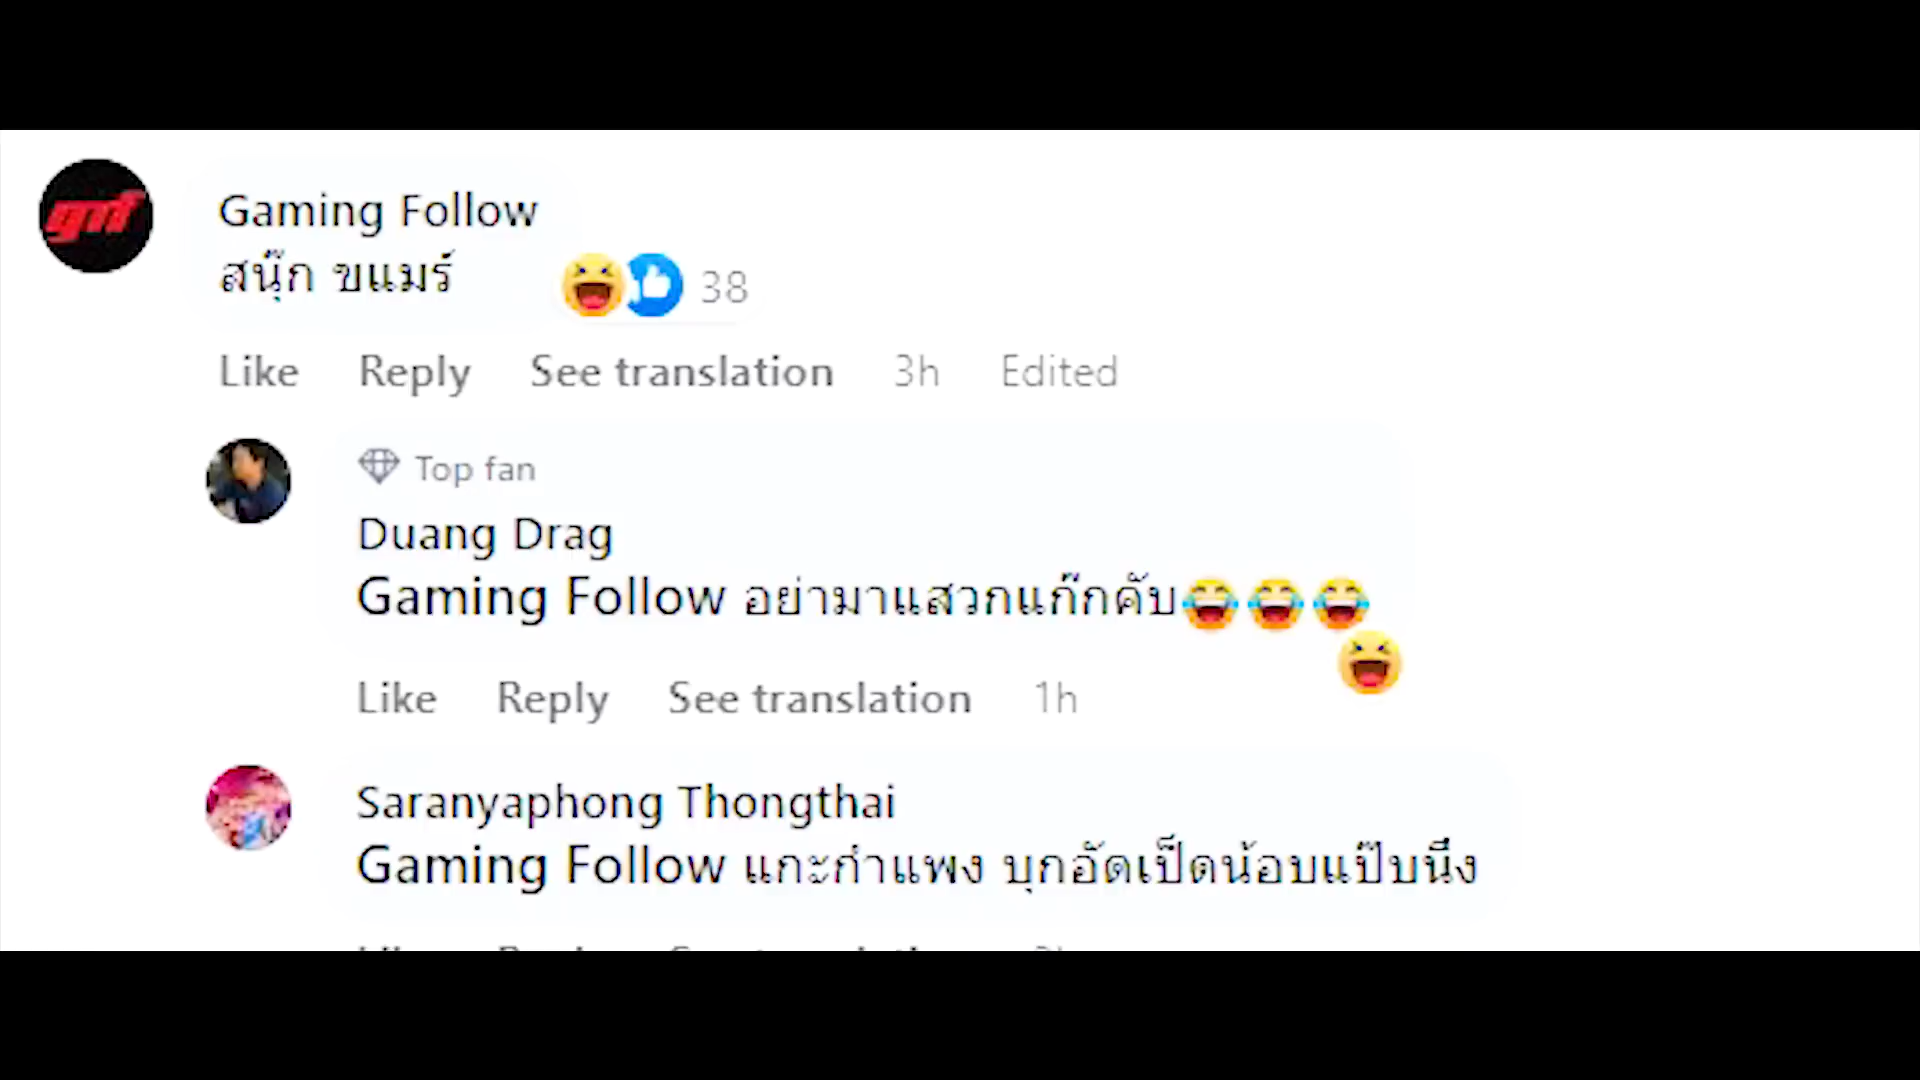 gnf
Gaming Follow
สนุ๊ก ขแมร์
38
Like Reply See translation 3h Edited
Top fan
Duang Drag
Gaming Follow อย่ามาแสวกแก๊กคับ😂😂😂
Like Reply See translation 1h
Saranyaphong Thongthai
Gaming Follow แกะกำแพง บุกอัดเป็ดน้อบแป๊บนึ่ง